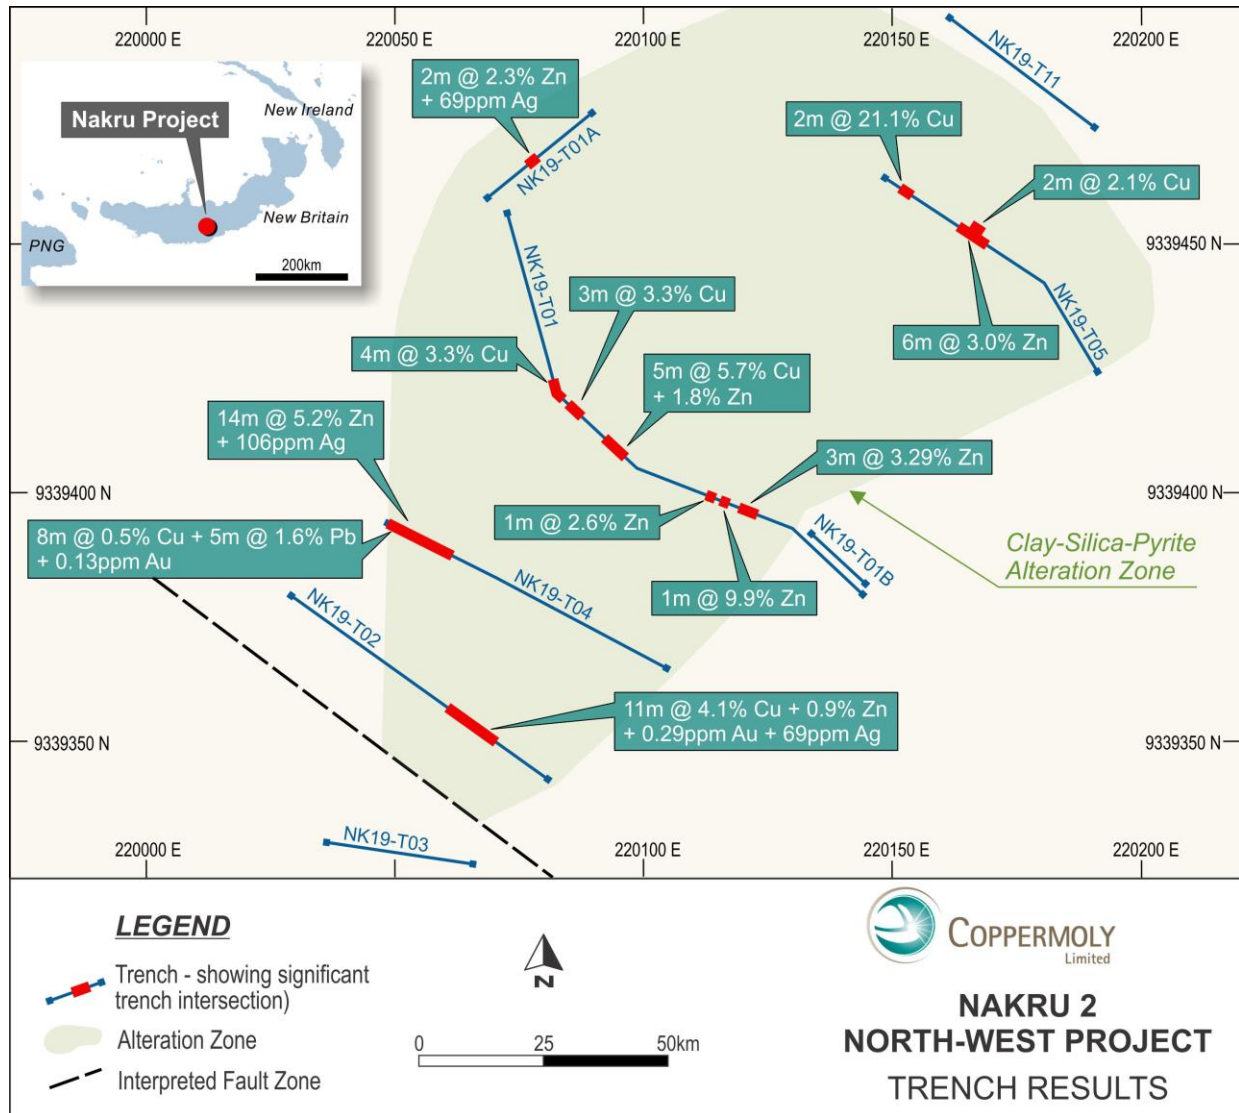 220000 E
220050 E
220100 E
220150 E
220200 E
New Ireland
Nakru Project
New Britain
PNG
200km
2m @ 2.3% Zn
+ 69ppm Ag
NK19-T01A
NK19-T11
2m @ 21.1% Cu
2m @ 2.1% Cu
9339450 N
9339450 N
NK19-T01
3m @ 3.3% Cu
6m @ 3.0% Zn
NK19-T05
4m @ 3.3% Cu
5m @ 5.7% Cu
+ 1.8% Zn
14m @ 5.2% Zn
+ 106ppm Ag
3m @ 3.29% Zn
9339400 N
9339400 N
8m @ 0.5% Cu + 5m @ 1.6% Pb
+ 0.13ppm Au
1m @ 2.6% Zn
NK19-T01B
Clay-Silica-Pyrite
Alteration Zone
1m @ 9.9% Zn
NK19-T02
NK19-T04
11m @ 4.1% Cu + 0.9% Zn
+ 0.29ppm Au + 69ppm Ag
9339350 N
9339350 N
NK19-T03
220000 E
220050 E
220100 E
220150 E
220200 E
LEGEND
Trench - showing significant
trench intersection)
Alteration Zone
Interpreted Fault Zone
N
0
25
50km
COPPERMOLY
Limited
NAKRU 2
NORTH-WEST PROJECT
TRENCH RESULTS